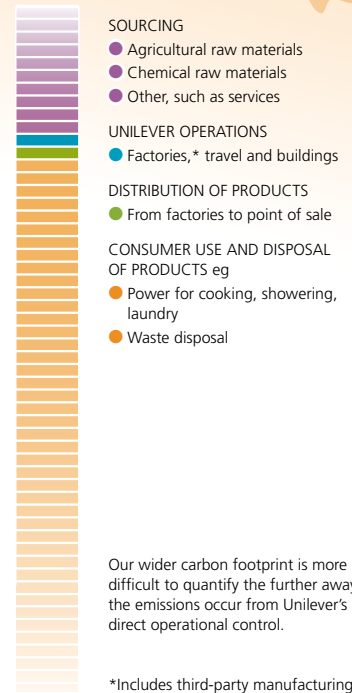 SOURCING
Agricultural raw materials
Chemical raw materials
Other, such as services
UNILEVER OPERATIONS
Factories,* travel and buildings
DISTRIBUTION OF PRODUCTS
From factories to point of sale
CONSUMER USE AND DISPOSAL
OF PRODUCTS eg
Power for cooking, showering,
laundry
Waste disposal
Our wider carbon footprint is more
difficult to quantify the further away
the emissions occur from Unilever’s
direct operational control.
*Includes third-party manufacturing